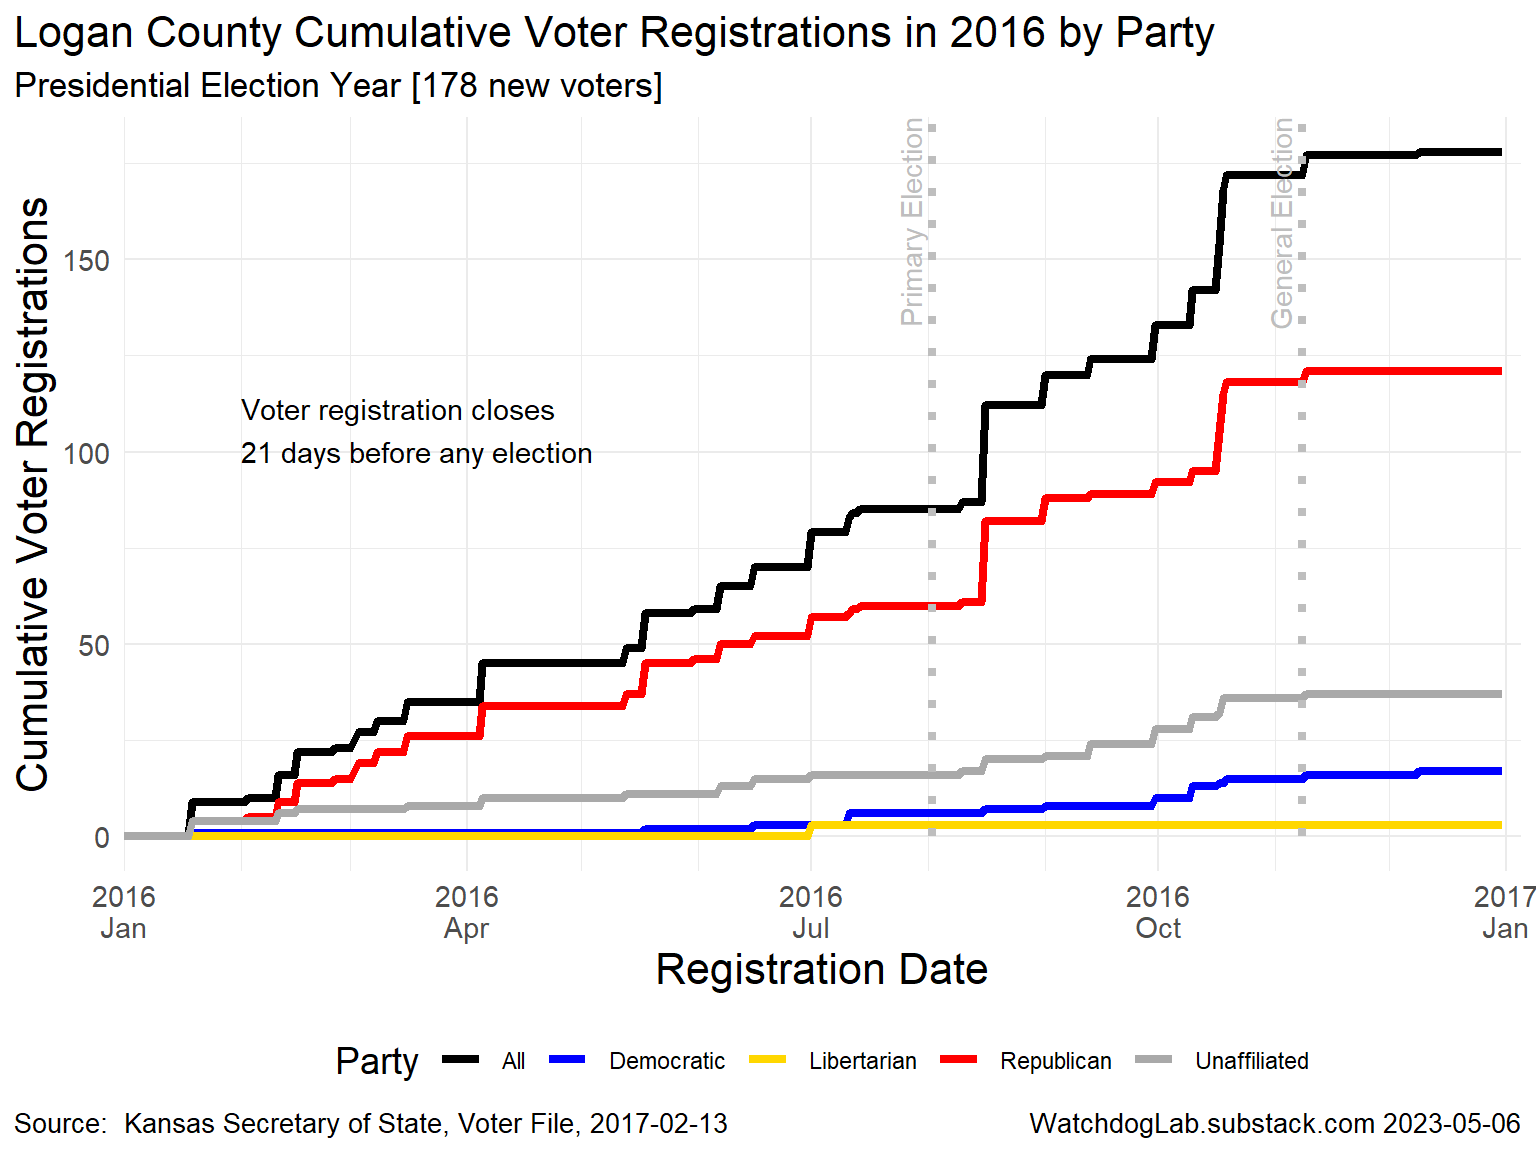 Logan County Cumulative Voter Registrations in 2016 by Party
Presidential Election Year [178 new voters]
Cumulative Voter Registrations
150
100
50
0
Voter registration closes
21 days before any election
Primary Election
General Election
2016
Jan
2016
Apr
2016
Jul
2016
Oct
2017
Jan
Registration Date
Party
All
Democratic
Libertarian
Republican
Unaffiliated
Source:  Kansas Secretary of State, Voter File, 2017-02-13
WatchdogLab.substack.com 2023-05-06